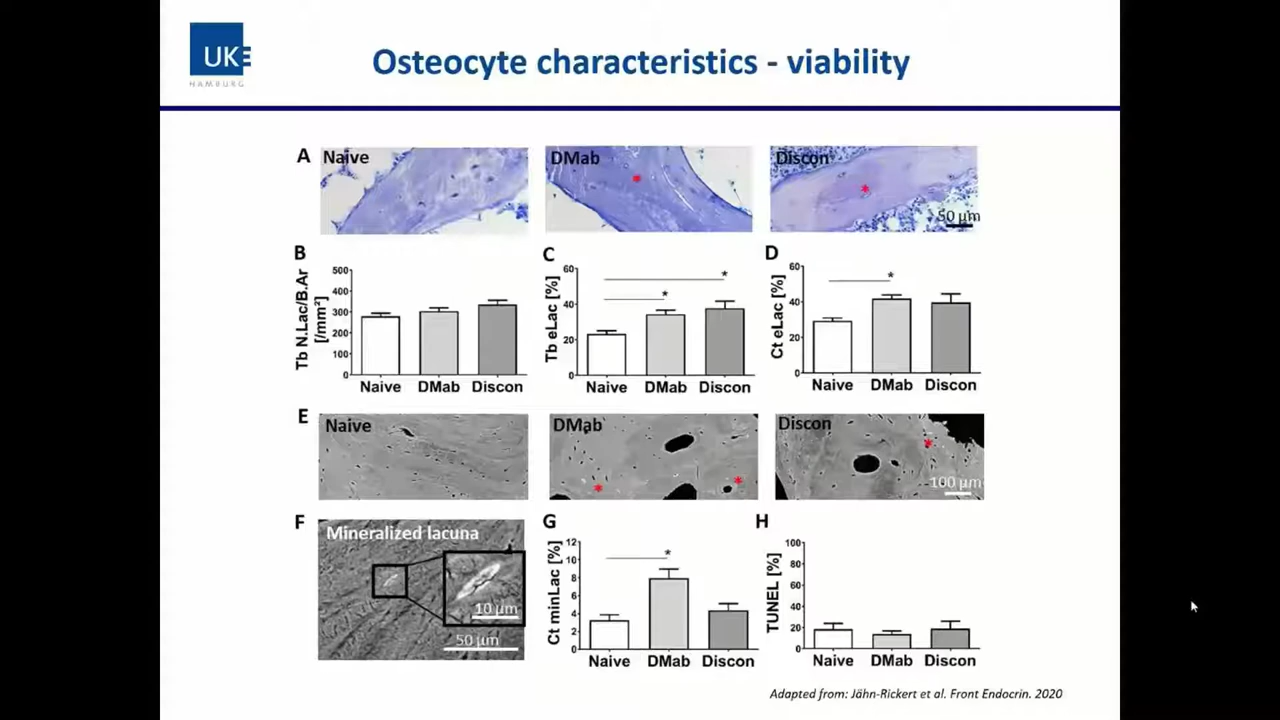 UKE
HAMBURG
Osteocyte characteristics - viability
A
Naive
DMab
*
Discon
*
50 µm
B
Tb N.Lac/B.Ar
[/mm²]
500
400
300
200
100
0
Naive DMab Discon
C
Tb eLac [%]
60
40
20
0
*
*
Naive DMab Discon
D
Ct eLac [%]
60
40
20
0
*
Naive DMab Discon
E
Naive
DMab
* *
Discon
*
100 µm
F
Mineralized lacuna
10 µm
50 µm
G
Ct minLac [%]
12
10
8
6
4
2
0
*
Naive DMab Discon
H
TUNEL [%]
100
80
60
40
20
0
Naive DMab Discon
Adapted from: Jähn-Rickert et al. Front Endocrin. 2020